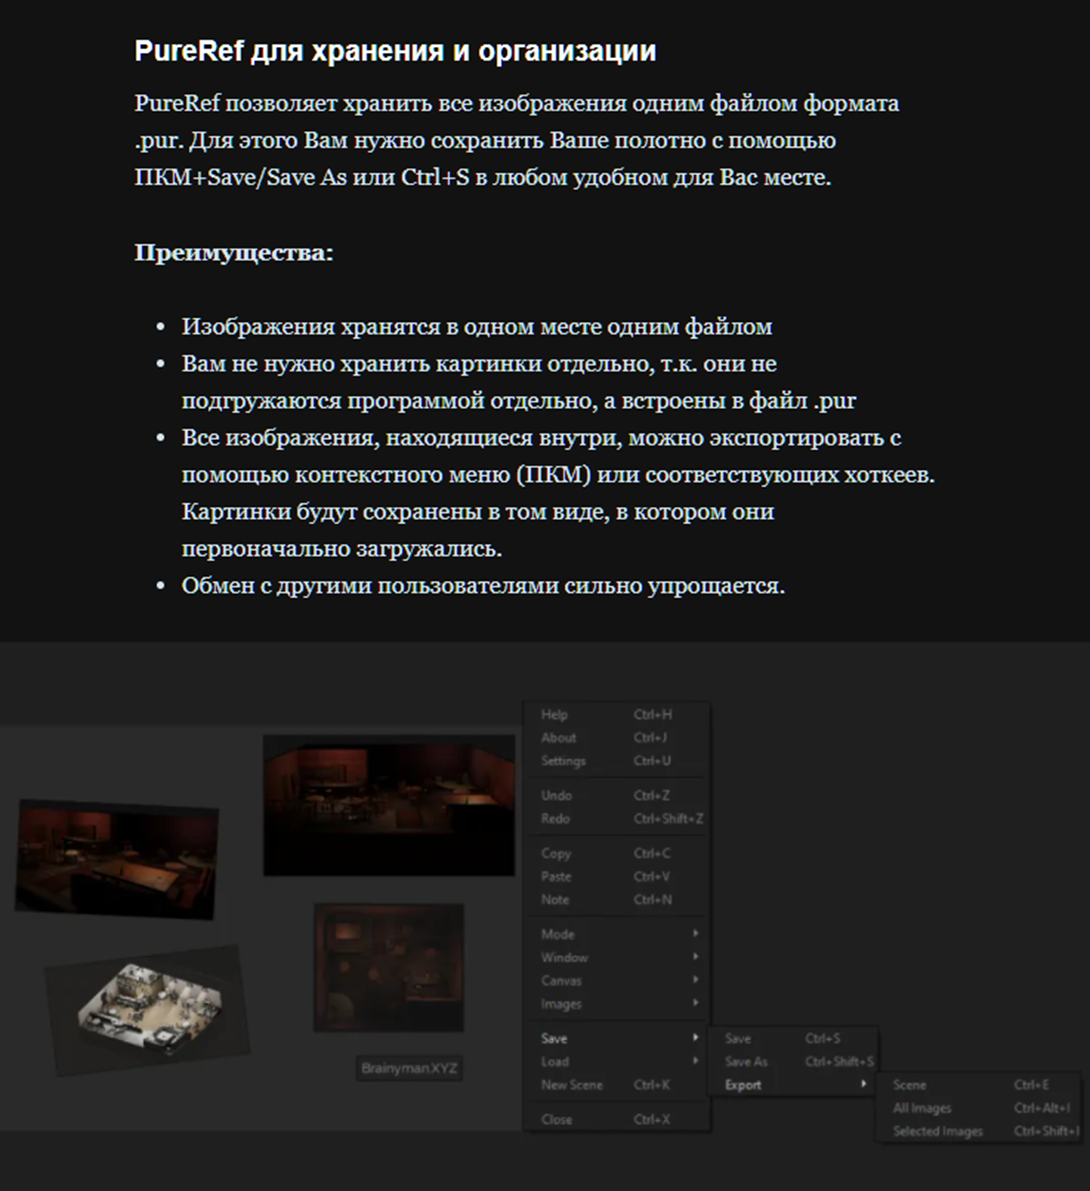 PureRef для хранения и организации
PureRef позволяет хранить все изображения одним файлом формата
.pur. Для этого Вам нужно сохранить Ваше полотно с помощью
ПКМ+Save/Save As или Ctrl+S в любом удобном для Вас месте.
Преимущества:
• Изображения хранятся в одном месте одним файлом
• Вам не нужно хранить картинки отдельно, т.к. они не
подгружаются программой отдельно, а встроены в файл .pur
• Все изображения, находящиеся внутри, можно экспортировать с
помощью контекстного меню (ПКМ) или соответствующих хоткеев.
Картинки будут сохранены в том виде, в котором они
первоначально загружались.
• Обмен с другими пользователями сильно упрощается.
Help Ctrl+H
About Ctrl+J
Settings Ctrl+U
Undo Ctrl+Z
Redo Ctrl+Shift+Z
Copy Ctrl+C
Paste Ctrl+V
Note Ctrl+N
Mode
Window
Canvas
Images
Save
Load
New Scene Ctrl+K
Close Ctrl+X
Save Ctrl+S
Save As Ctrl+Shift+S
Export
Scene Ctrl+E
All Images Ctrl+Alt+I
Selected Images Ctrl+Shift+I
Brainyman.XYZ